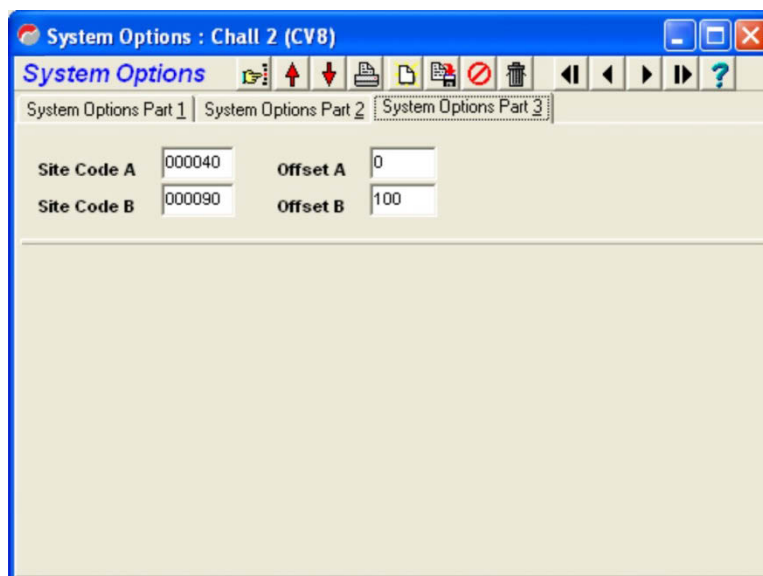 System Options : Chall 2 (CV8)
System Options
System Options Part 1 System Options Part 2 System Options Part 3
Site Code A 000040 Offset A 0
Site Code B 000090 Offset B 100